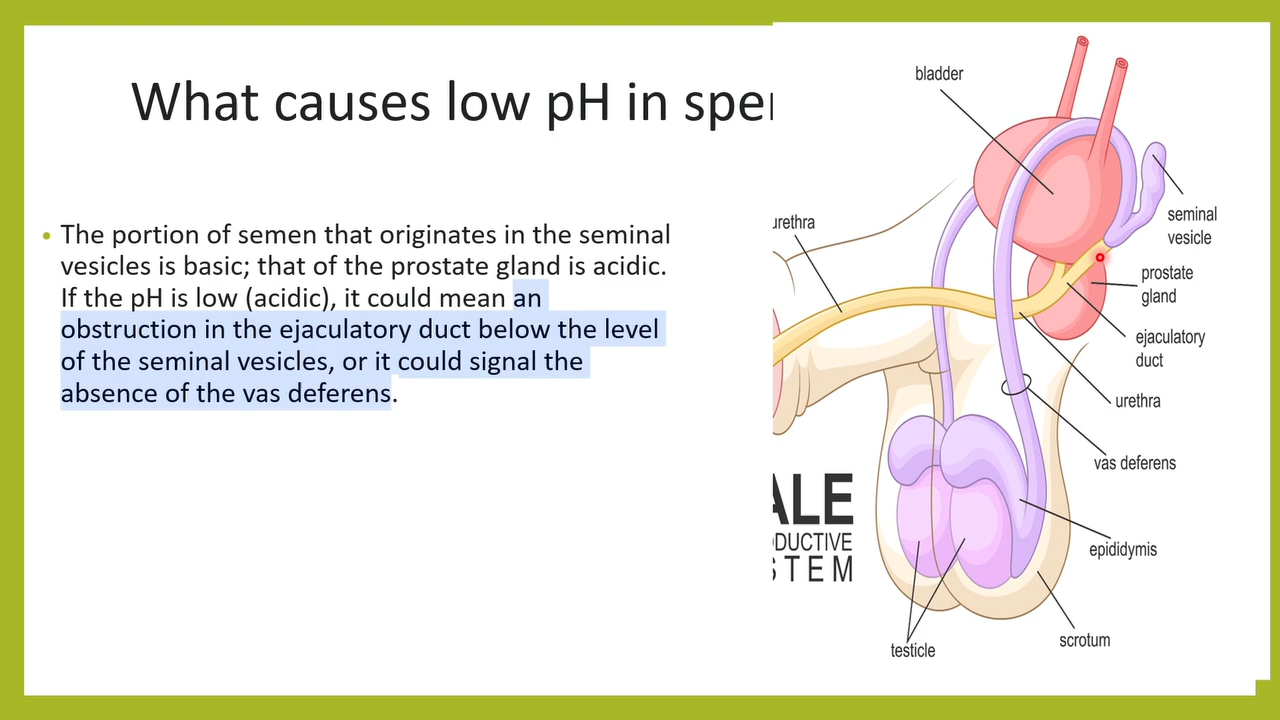 What causes low pH in sper
• The portion of semen that originates in the seminal
vesicles is basic; that of the prostate gland is acidic.
If the pH is low (acidic), it could mean an
obstruction in the ejaculatory duct below the level
of the seminal vesicles, or it could signal the
absence of the vas deferens.
bladder
urethra
seminal
vesicle
prostate
gland
ejaculatory
duct
urethra
vas deferens
epididymis
scrotum
testicle
ALE
ODUCTIVE
STEM